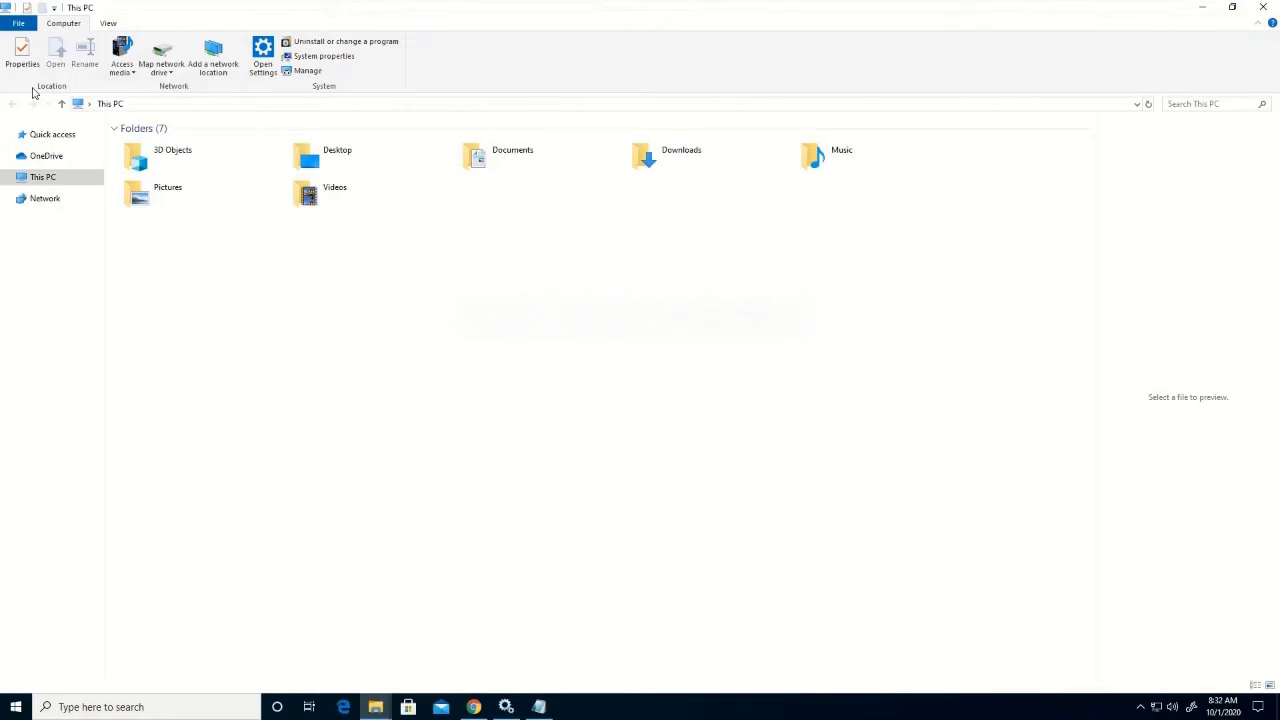 This PC
File Computer View
Properties Open Rename Access media Map network drive Add a network location Open Settings Uninstall or change a program
System properties
Manage
Location Network System
This PC Search This PC
Quick access
OneDrive
This PC
Network
Folders (7)
3D Objects Desktop Documents Downloads Music
Pictures Videos
Select a file to preview.
Type here to search
8:32 AM
10/1/2020